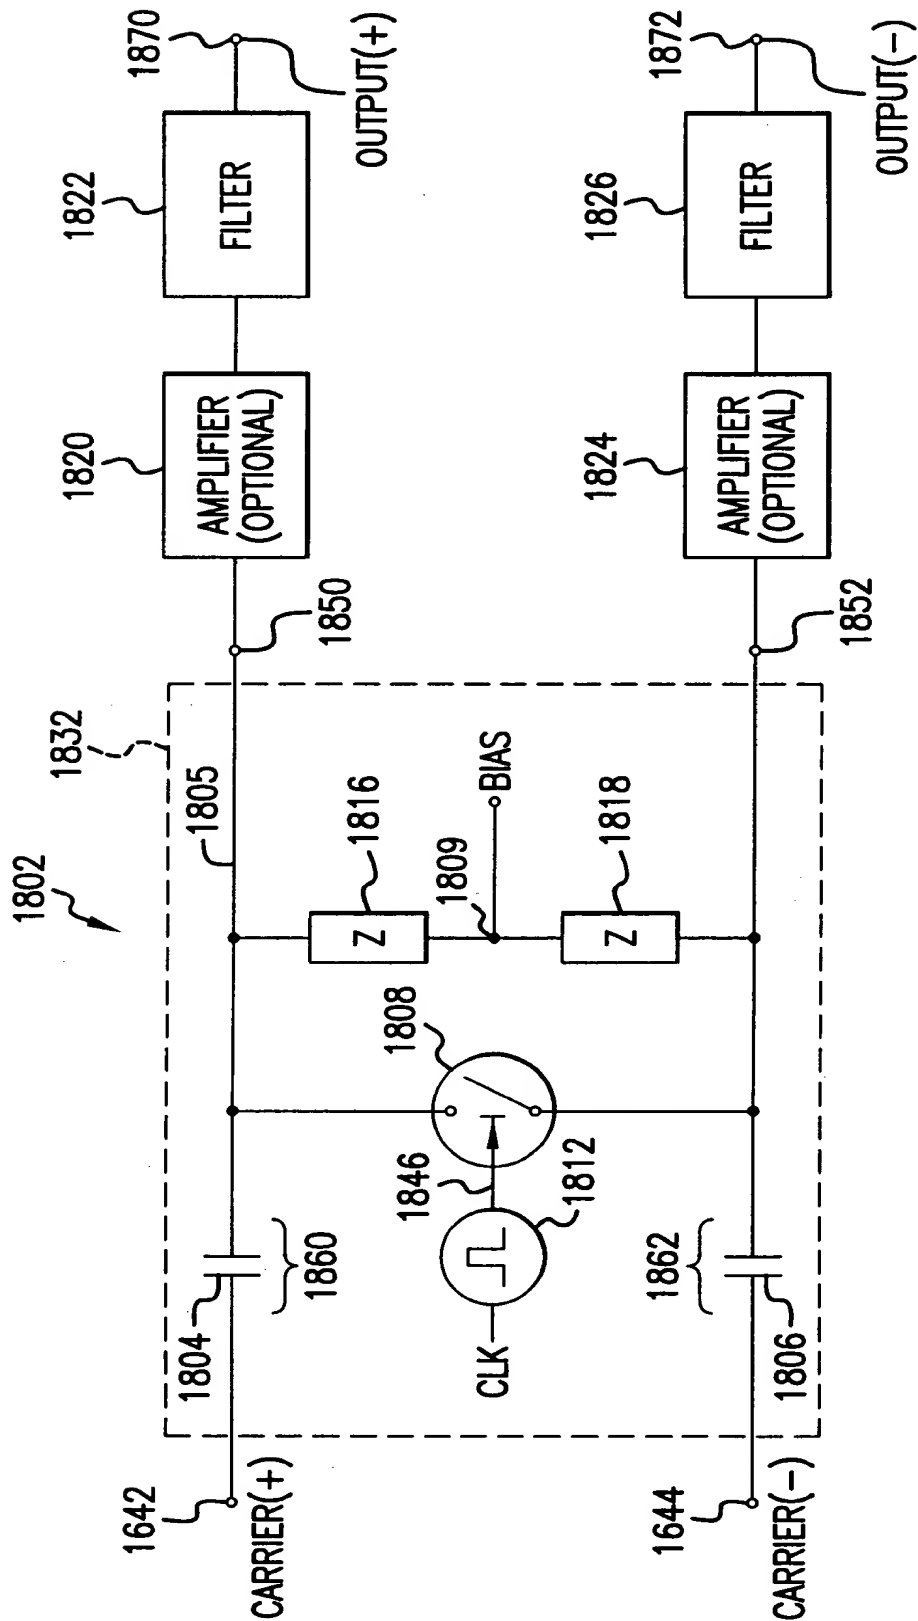 1802
1832
1642
CARRIER(+)
1804
1860
1805
1850
1820
AMPLIFIER
(OPTIONAL)
1822
FILTER
1870
OUTPUT(+)
1808
1846
CLK
1812
1816
Z
1809
BIAS
1818
Z
1644
CARRIER(-)
1862
1806
1852
1824
AMPLIFIER
(OPTIONAL)
1826
FILTER
1872
OUTPUT(-)